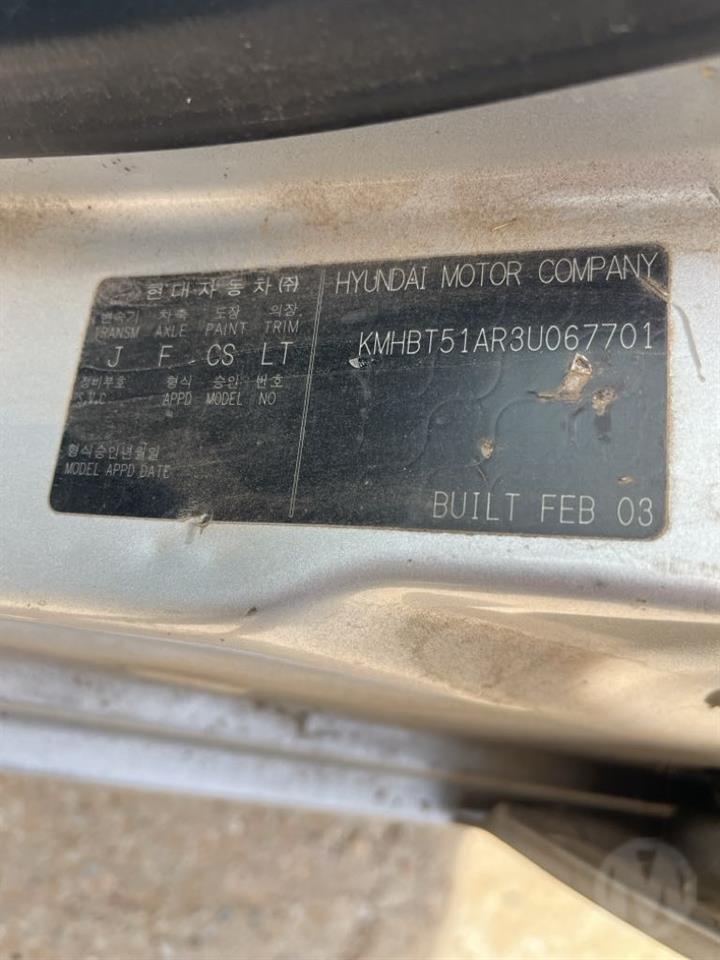 현대자동차㈜
변속기 차축 도장 의장
TRANSM AXLE PAINT TRIM
J F CS LT
정비부호 형식 승인 번호
S.V.C APPD MODEL NO
형식승인년월일
MODEL APPD DATE
HYUNDAI MOTOR COMPANY
KMHBT51AR3U067701
BUILT FEB 03
M